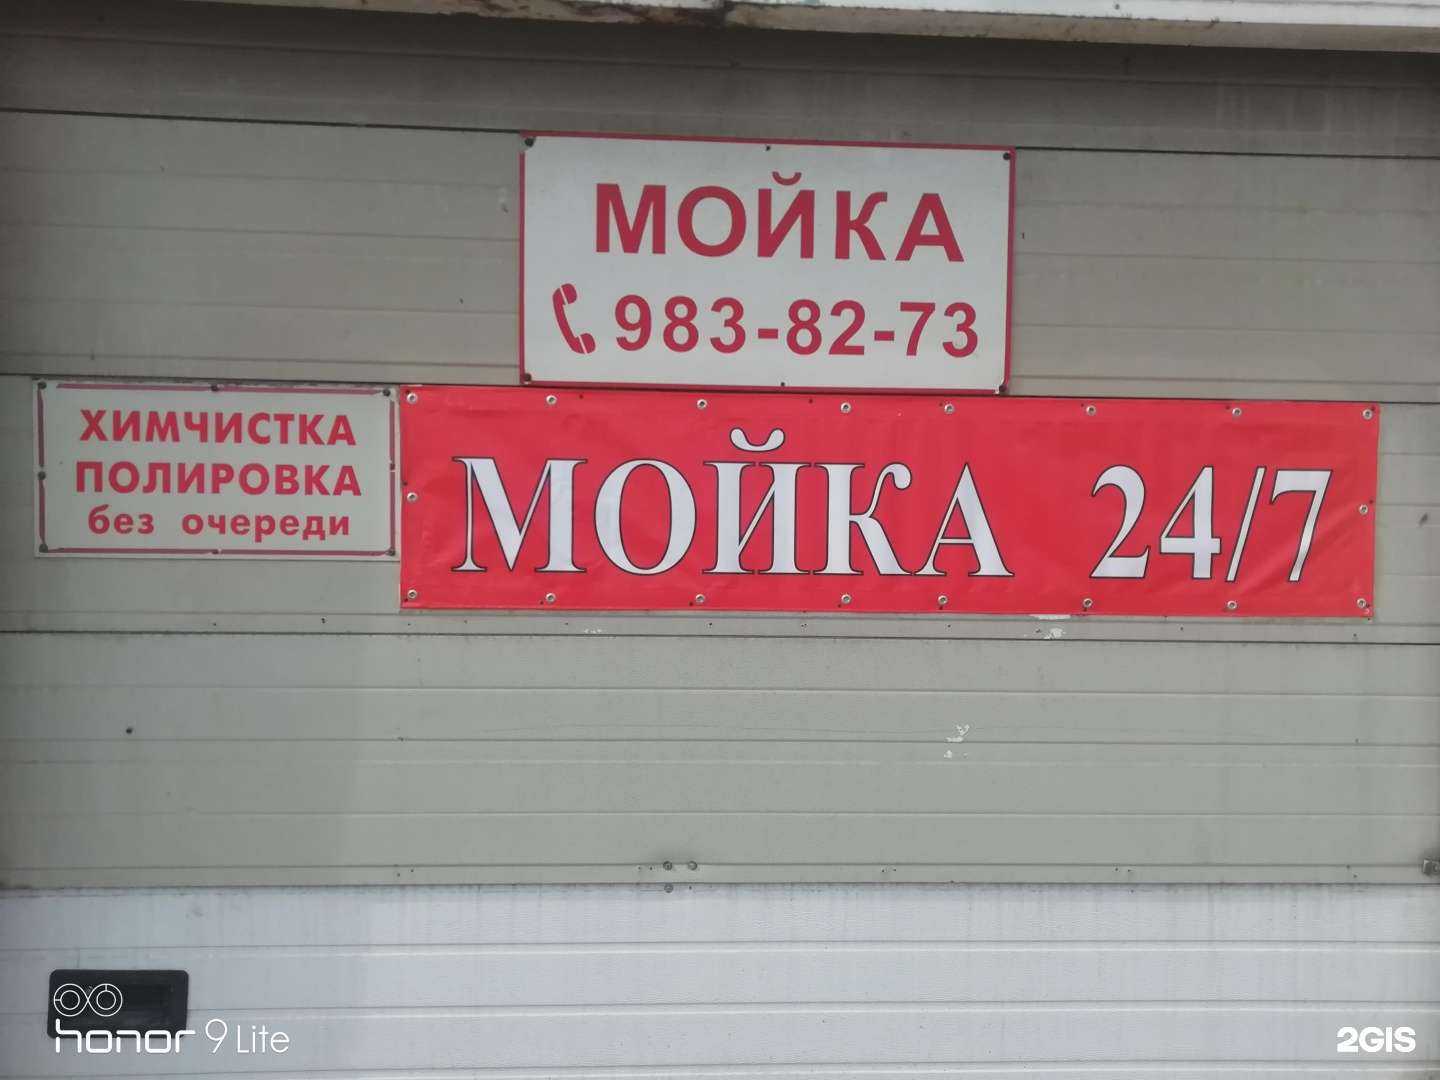 МОЙКА
983-82-73
ХИМЧИСТКА
ПОЛИРОВКА
без очереди
МОЙКА 24/7
honor 9 Lite
2GIS